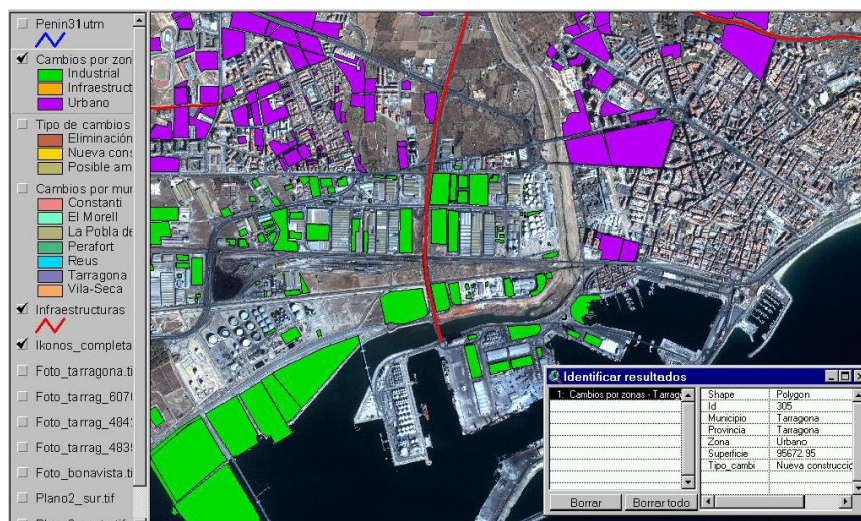 Penin31utm
Cambios por zon
Industrial
Infraestruct
Urbano
Tipo de cambios
Eliminación
Nueva cons
Posible am
Cambios por mur
Constanti
El Morell
La Pobla de
Perafort
Reus
Tarragona
Vila-Seca
Infraestructuras
Ikonos_completa
Foto_tarragona.ti
Foto_tarrag_607
Foto_tarrag_484
Foto_tarrag_483
Foto_bonavista.ti
Plano2_sur.tif
Identificar resultados
1: Cambios por zonas - Tarrag
Shape Polygon
Id 305
Municipio Tarragona
Provincia Tarragona
Zona Urbano
Superficie 95672.95
Tipo_cambi Nueva construcció
Borrar Borrar todo